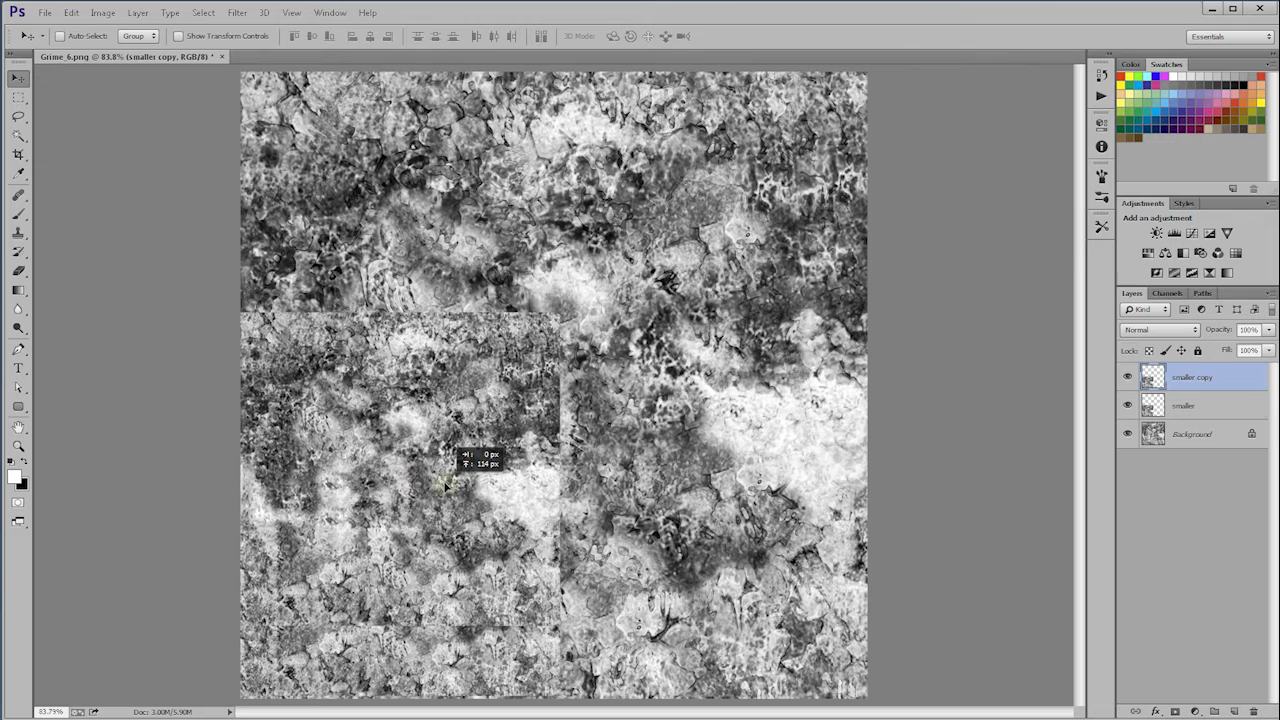 Ps File Edit Image Layer Type Select Filter 3D View Window Help
Auto-Select: Group Show Transform Controls 3D Mode: Essentials
Grime_6.png @ 83.8% (smaller copy, RGB/8) * ×
Color Swatches
Adjustments Styles
Add an adjustment
Layers Channels Paths
Kind
Normal Opacity: 100%
Lock: Fill: 100%
smaller copy
smaller
Background
0 px
114 px
83.79% Doc: 3.00M/5.90M